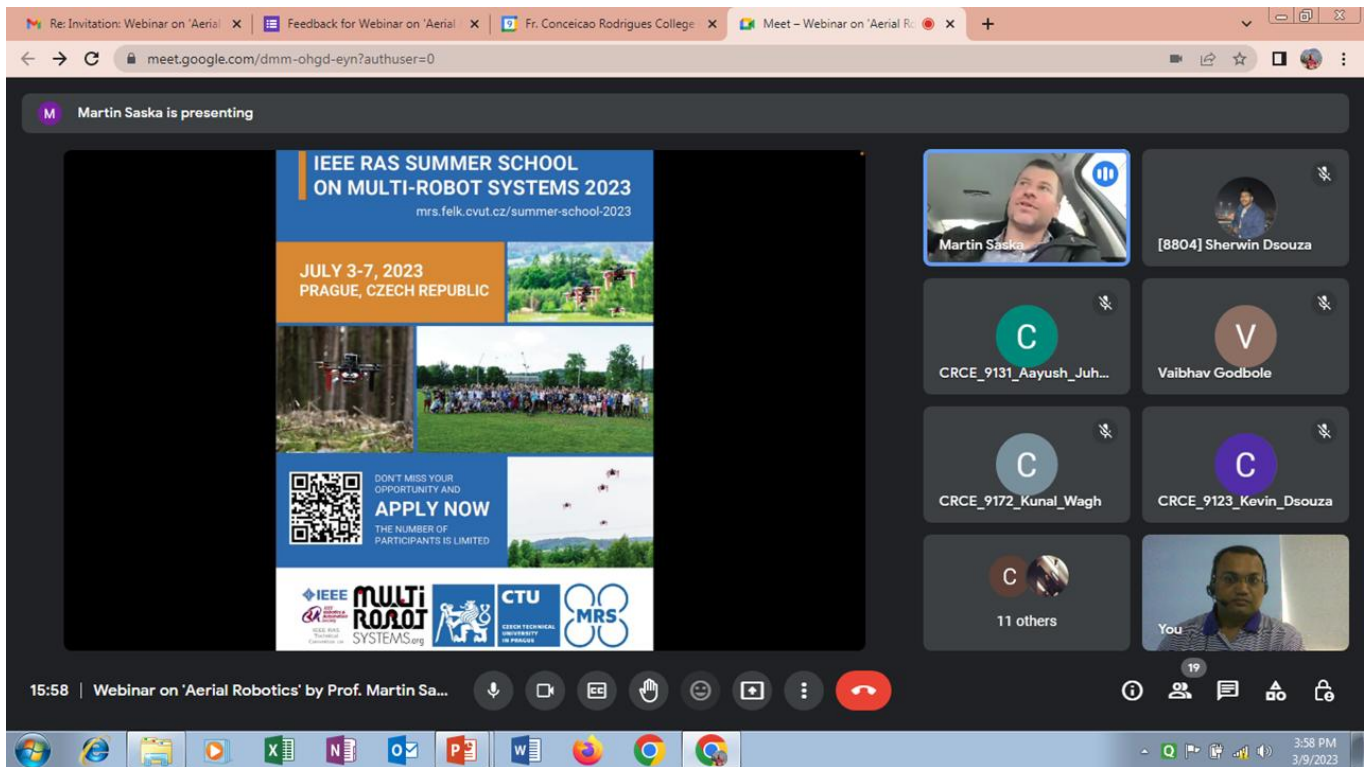 Re: Invitation: Webinar on 'Aerial
Feedback for Webinar on 'Aerial
Fr. Conceicao Rodrigues College
Meet – Webinar on 'Aerial Ro
meet.google.com/dmm-ohgd-eyn?authuser=0
M
Martin Saska is presenting
IEEE RAS SUMMER SCHOOL
ON MULTI-ROBOT SYSTEMS 2023
mrs.felk.cvut.cz/summer-school-2023
JULY 3-7, 2023
PRAGUE, CZECH REPUBLIC
DON'T MISS YOUR
OPPORTUNITY AND
APPLY NOW
THE NUMBER OF
PARTICIPANTS IS LIMITED
IEEE
MULTI
ROBOT
SYSTEMS.org
CTU
CZECH TECHNICAL
UNIVERSITY
IN PRAGUE
MRS
Martin Saska
[8804] Sherwin Dsouza
C
CRCE_9131_Aayush_Juh...
V
Vaibhav Godbole
C
CRCE_9172_Kunal_Wagh
C
CRCE_9123_Kevin_Dsouza
C
11 others
You
15:58 | Webinar on 'Aerial Robotics' by Prof. Martin Sa...
CC
19
3:58 PM
3/9/2023